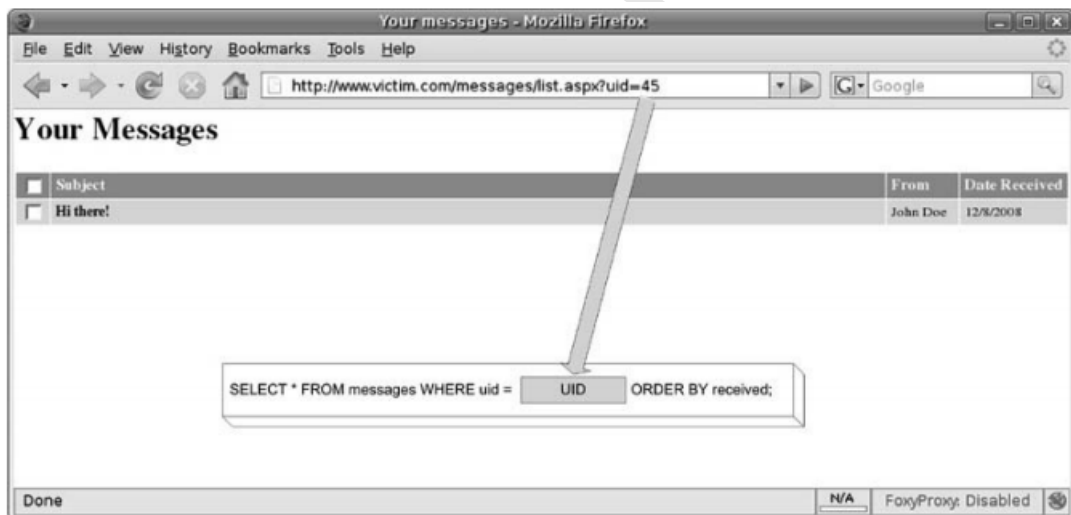 Your messages - Mozilla Firefox
File Edit View History Bookmarks Tools Help
http://www.victim.com/messages/list.aspx?uid=45
G Google
Your Messages
Subject From Date Received
Hi there! John Doe 12/8/2008
SELECT * FROM messages WHERE uid = UID ORDER BY received;
Done N/A FoxyProxy: Disabled